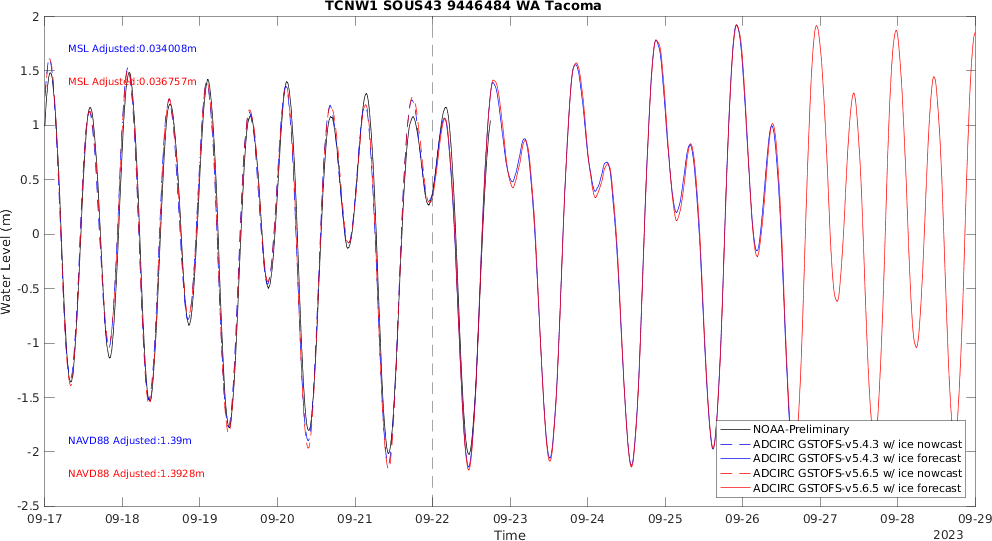 TCNW1 SOUS43 9446484 WA Tacoma
MSL Adjusted:0.034008m
MSL Adjusted:0.036757m
NAVD88 Adjusted:1.39m
NAVD88 Adjusted:1.3928m
Water Level (m)
2
1.5
1
0.5
0
-0.5
-1
-1.5
-2
-2.5
NOAA-Preliminary
ADCIRC GSTOFS-v5.4.3 w/ ice nowcast
ADCIRC GSTOFS-v5.4.3 w/ ice forecast
ADCIRC GSTOFS-v5.6.5 w/ ice nowcast
ADCIRC GSTOFS-v5.6.5 w/ ice forecast
09-17 09-18 09-19 09-20 09-21 09-22 09-23 09-24 09-25 09-26 09-27 09-28 09-29
Time
2023